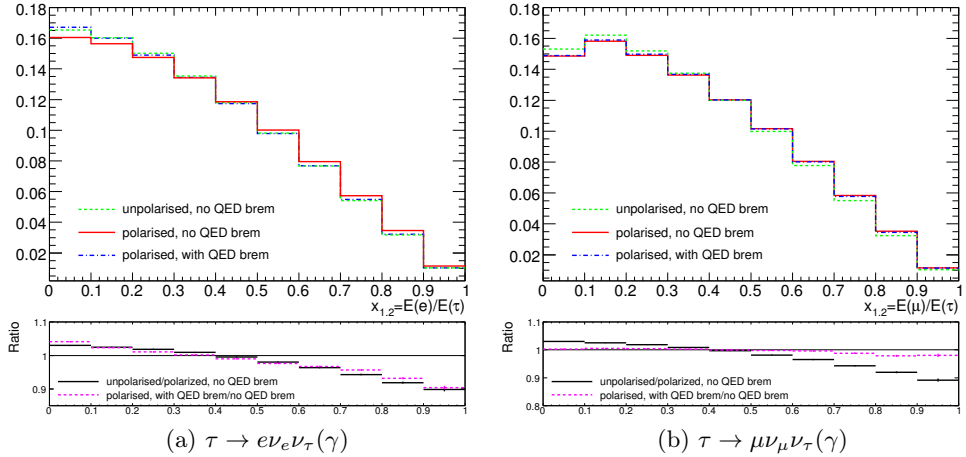 0.18
0.16
0.14
0.12
0.1
0.08
0.06
0.04
0.02
0 0.1 0.2 0.3 0.4 0.5 0.6 0.7 0.8 0.9 1
unpolarised, no QED brem
polarised, no QED brem
polarised, with QED brem
x1,2=E(e)/E(τ)
Ratio
1.1
1
0.9
0 0.1 0.2 0.3 0.4 0.5 0.6 0.7 0.8 0.9 1
unpolarised/polarized, no QED brem
polarised, with QED brem/no QED brem
(a) τ → eνeντ(γ)
0.18
0.16
0.14
0.12
0.1
0.08
0.06
0.04
0.02
0 0.1 0.2 0.3 0.4 0.5 0.6 0.7 0.8 0.9 1
unpolarised, no QED brem
polarised, no QED brem
polarised, with QED brem
x1,2=E(μ)/E(τ)
Ratio
1.1
1
0.9
0.8
0 0.1 0.2 0.3 0.4 0.5 0.6 0.7 0.8 0.9 1
unpolarised/polarized, no QED brem
polarised, with QED brem/no QED brem
(b) τ → μνμντ(γ)